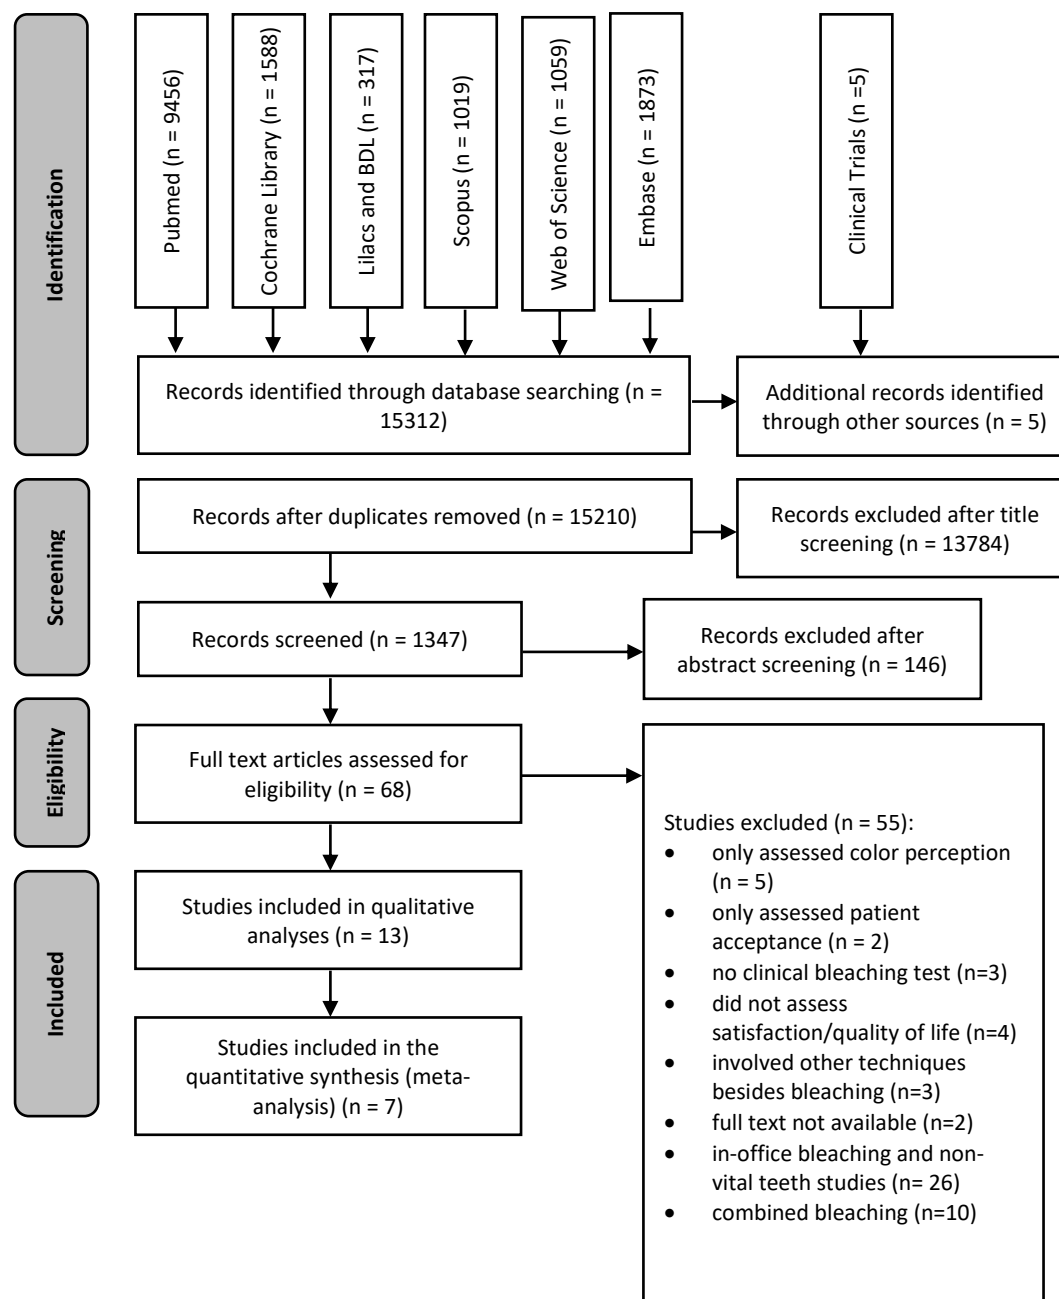 Identification
Pubmed (n = 9456)
Cochrane Library (n = 1588)
Lilacs and BDL (n = 317)
Scopus (n = 1019)
Web of Science (n = 1059)
Embase (n = 1873)
Clinical Trials (n =5)
Records identified through database searching (n =
15312)
Additional records identified
through other sources (n = 5)
Screening
Records after duplicates removed (n = 15210)
Records excluded after title
screening (n = 13784)
Records screened (n = 1347)
Records excluded after
abstract screening (n = 146)
Eligibility
Full text articles assessed for
eligibility (n = 68)
Studies excluded (n = 55):
• only assessed color perception
(n = 5)
• only assessed patient
acceptance (n = 2)
• no clinical bleaching test (n=3)
• did not assess
satisfaction/quality of life (n=4)
• involved other techniques
besides bleaching (n=3)
• full text not available (n=2)
• in-office bleaching and non-
vital teeth studies (n= 26)
• combined bleaching (n=10)
Included
Studies included in qualitative
analyses (n = 13)
Studies included in the
quantitative synthesis (meta-
analysis) (n = 7)